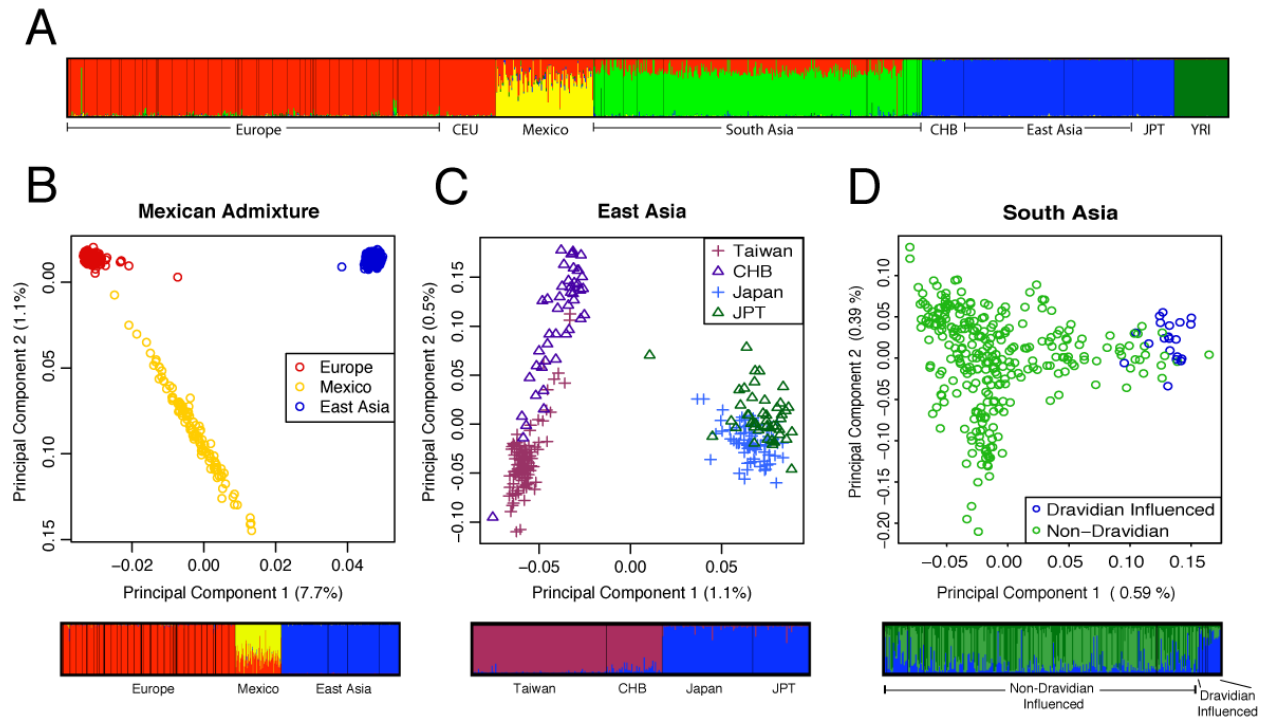 A
Europe CEU Mexico South Asia CHB East Asia JPT YRI
B
Mexican Admixture
Principal Component 2 (1.1%)
0.00
0.05
0.10
0.15
Europe
Mexico
East Asia
−0.02 0.00 0.02 0.04
Principal Component 1 (7.7%)
Europe Mexico East Asia
C
East Asia
Principal Component 2 (0.5%)
0.15
0.10
0.05
0.00
−0.05
−0.10
Taiwan
CHB
Japan
JPT
−0.05 0.00 0.05
Principal Component 1 (1.1%)
Taiwan CHB Japan JPT
D
South Asia
Principal Component 2 (0.39 %)
0.10
0.05
0.00
−0.05
−0.10
−0.15
−0.20
Dravidian Influenced
Non−Dravidian
−0.05 0.00 0.05 0.10 0.15
Principal Component 1 ( 0.59 %)
Non-Dravidian
Influenced
Dravidian
Influenced